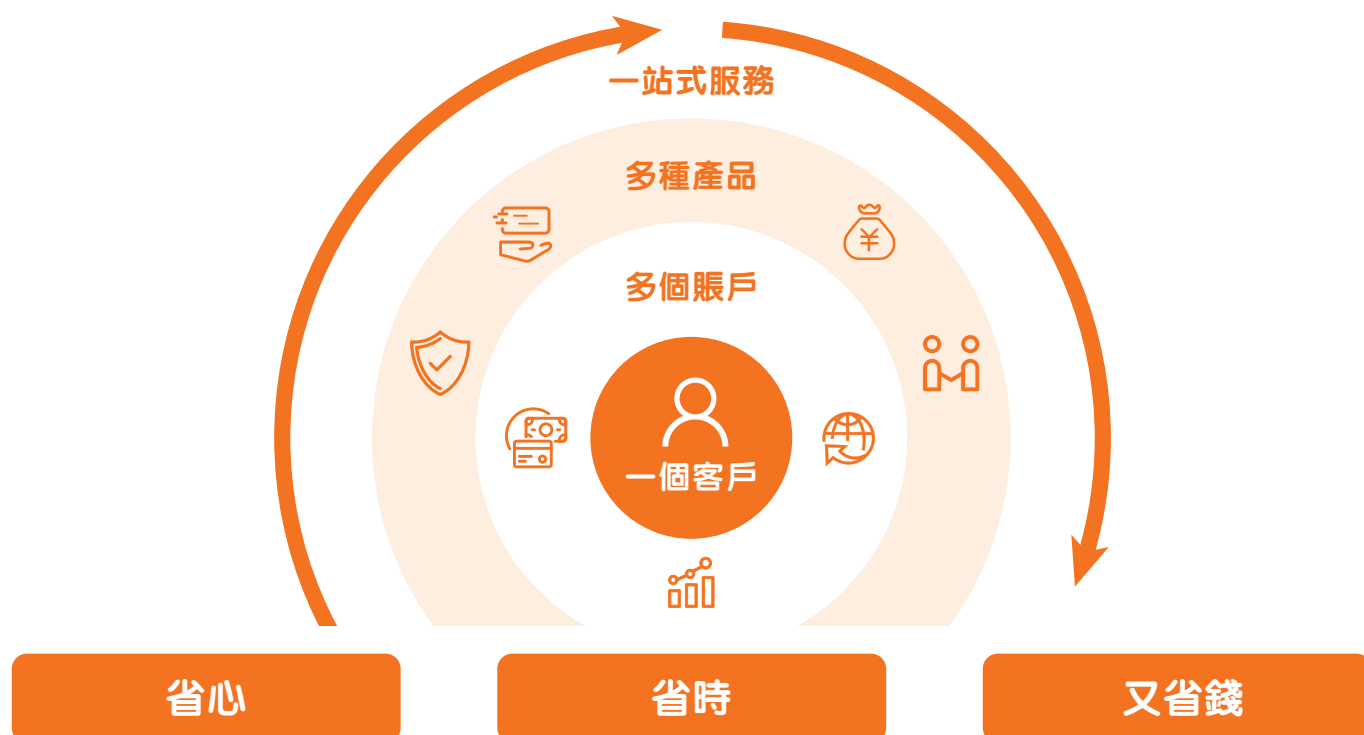 一站式服務
多種產品
多個賬戶
一個客戶
省心
省時
又省錢